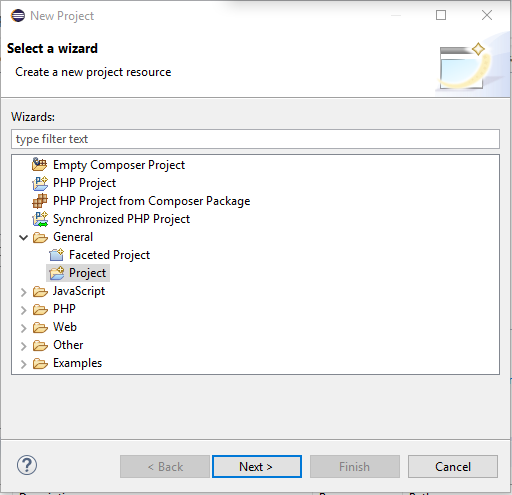 New Project
Select a wizard
Create a new project resource
Wizards:
type filter text
Empty Composer Project
PHP Project
PHP Project from Composer Package
Synchronized PHP Project
General
Faceted Project
Project
JavaScript
PHP
Web
Other
Examples
? < Back Next > Finish Cancel